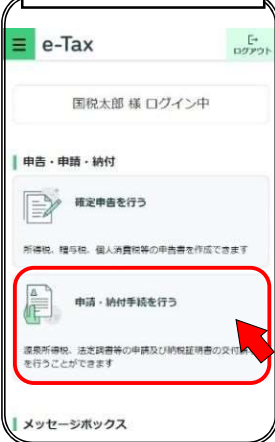 e-Tax
ログアウト
国税太郎 様 ログイン中
申告・申請・納付
確定申告を行う
所得税、贈与税、個人消費税等の申告書を作成できます
申請・納付手続を行う
源泉所得税、法定調書等の申請及び納税証明書の交付
を行うことができます
メッセージボックス